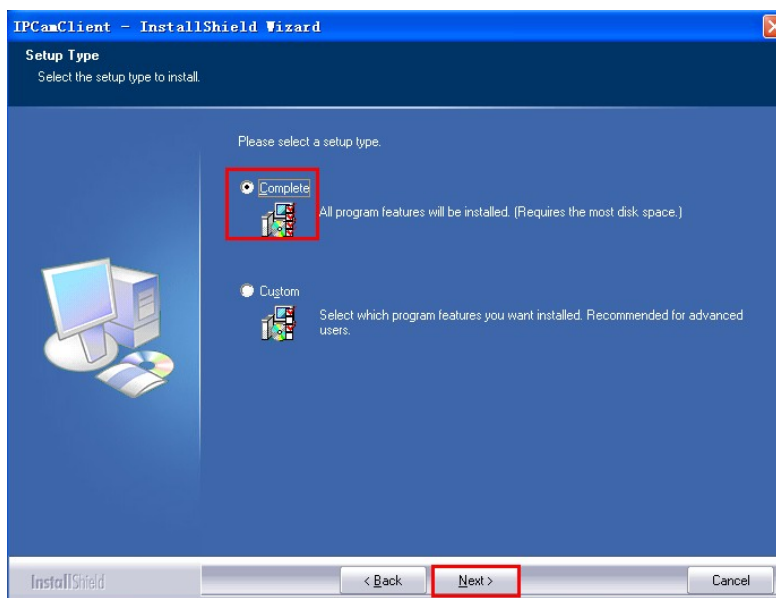 IPCamClient - InstallShield Wizard
Setup Type
Select the setup type to install.
Please select a setup type.
Complete
All program features will be installed. (Requires the most disk space.)
Custom
Select which program features you want installed. Recommended for advanced
users.
InstallShield
< Back
Next >
Cancel